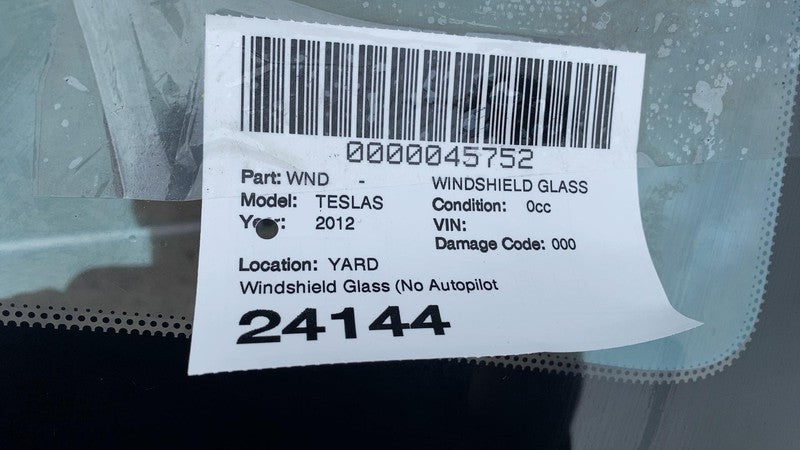 0000045752
Part: WND - WINDSHIELD GLASS
Model: TESLAS Condition: 0cc
Year: 2012 VIN:
Damage Code: 000
Location: YARD
Windshield Glass (No Autopilot
24144